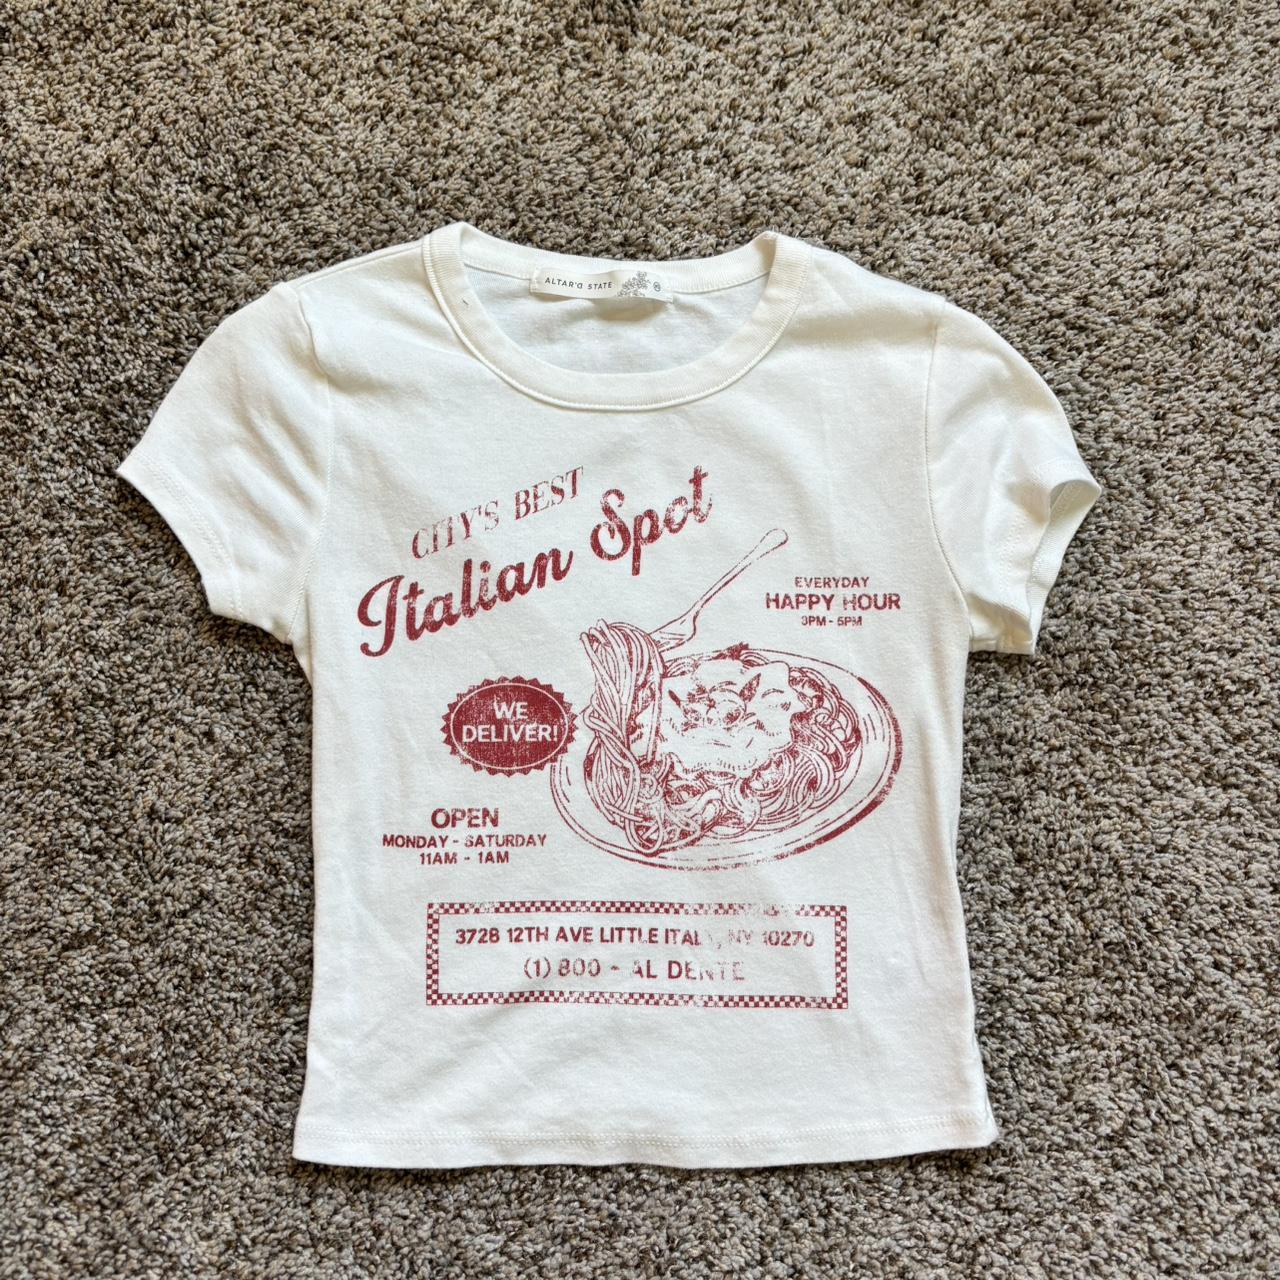 ALTAR'D STATE
CITY'S BEST
Italian Spot
EVERYDAY
HAPPY HOUR
3PM - 5PM
WE
DELIVER!
OPEN
MONDAY - SATURDAY
11AM - 1AM
3728 12TH AVE LITTLE ITALY, NY 10270
(1) 800 - AL DENTE